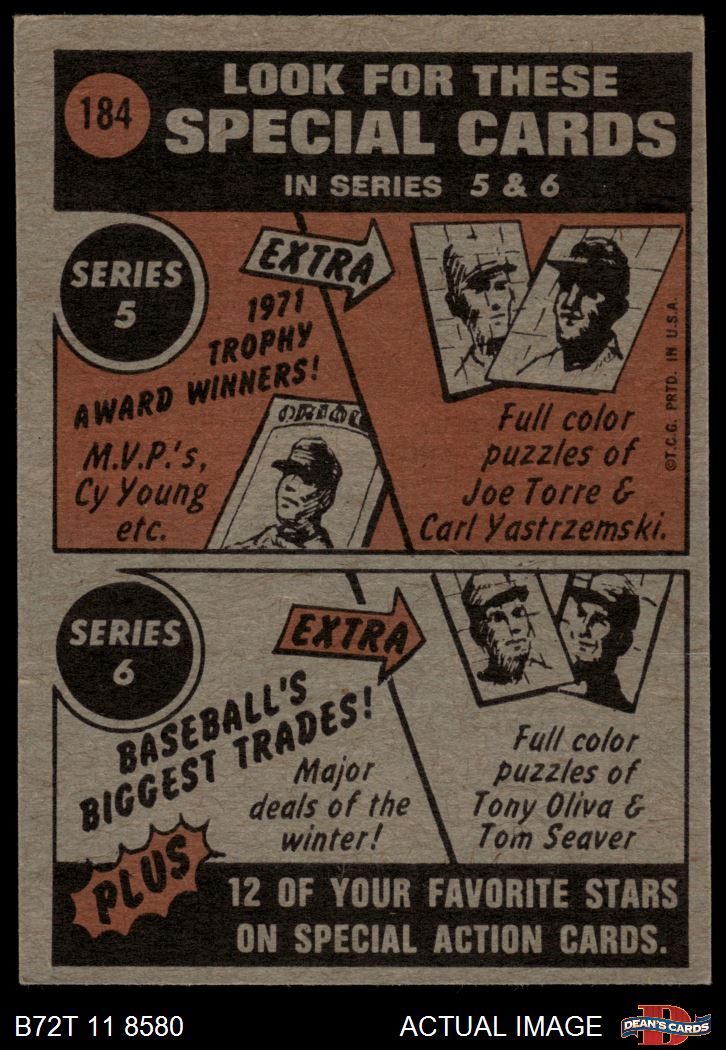 184
LOOK FOR THESE
SPECIAL CARDS
IN SERIES 5 & 6
SERIES
5
EXTRA
1971
TROPHY
AWARD WINNERS!
M.V.P.'s,
Cy Young
etc.
ORIOL
Full color
puzzles of
Joe Torre &
Carl Yastrzemski.
©T.C.G. PRTD. IN U.S.A.
SERIES
6
EXTRA
BASEBALL'S
BIGGEST TRADES!
Major
deals of the
winter!
Full color
puzzles of
Tony Oliva &
Tom Seaver
PLUS
12 OF YOUR FAVORITE STARS
ON SPECIAL ACTION CARDS.
B72T 11 8580
ACTUAL IMAGE
D
DEAN'S CARDS